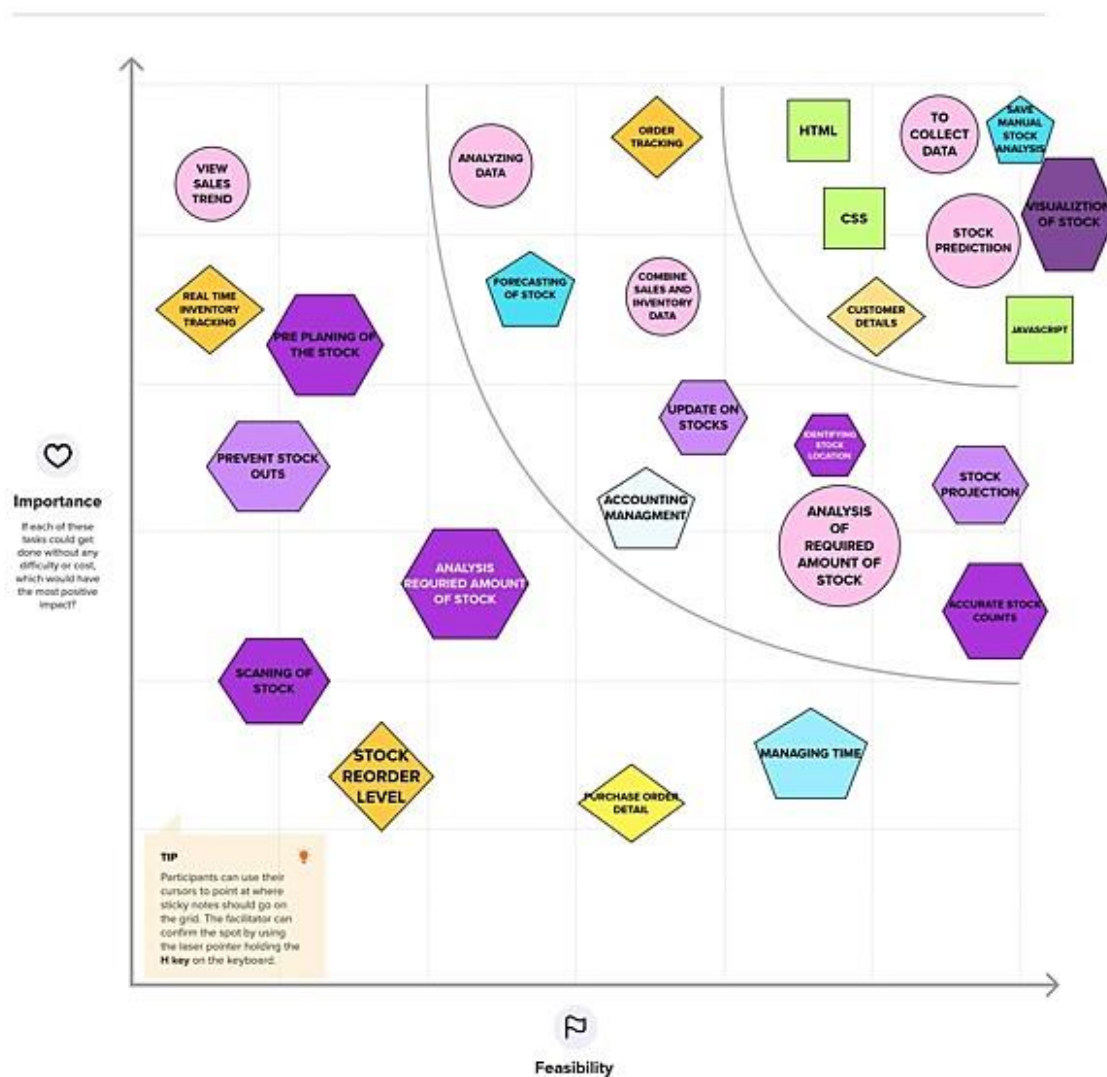 VIEW
SALES
TREND
ANALYZING
DATA
ORDER
TRACKING
HTML
TO
COLLECT
DATA
SAVE
MANUAL
STOCK
ANALYSIS
VISUALIZTION
OF STOCK
CSS
STOCK
PREDICTIION
REAL TIME
INVENTORY
TRACKING
PRE PLANING OF
THE STOCK
FORECASTING
OF STOCK
COMBINE
SALES AND
INVENTORY
DATA
CUSTOMER
DETAILS
JAVASCRIPT
UPDATE ON
STOCKS
IDENTIFYING
STOCK
LOCATION
PREVENT STOCK
OUTS
STOCK
PROJECTION
ACCOUNTING
MANAGMENT
ANALYSIS
OF
REQUIRED
AMOUNT OF
STOCK
Importance
If each of these
tasks could get
done without any
difficulty or cost,
which would have
the most positive
impact?
ANALYSIS
REQURIED AMOUNT
OF STOCK
ACCURATE STOCK
COUNTS
SCANING OF
STOCK
STOCK
REORDER
LEVEL
PURCHASE ORDER
DETAIL
MANAGING TIME
TIP
Participants can use their
cursors to point at where
sticky notes should go on
the grid. The facilitator can
confirm the spot by using
the laser pointer holding the
H key on the keyboard.
Feasibility